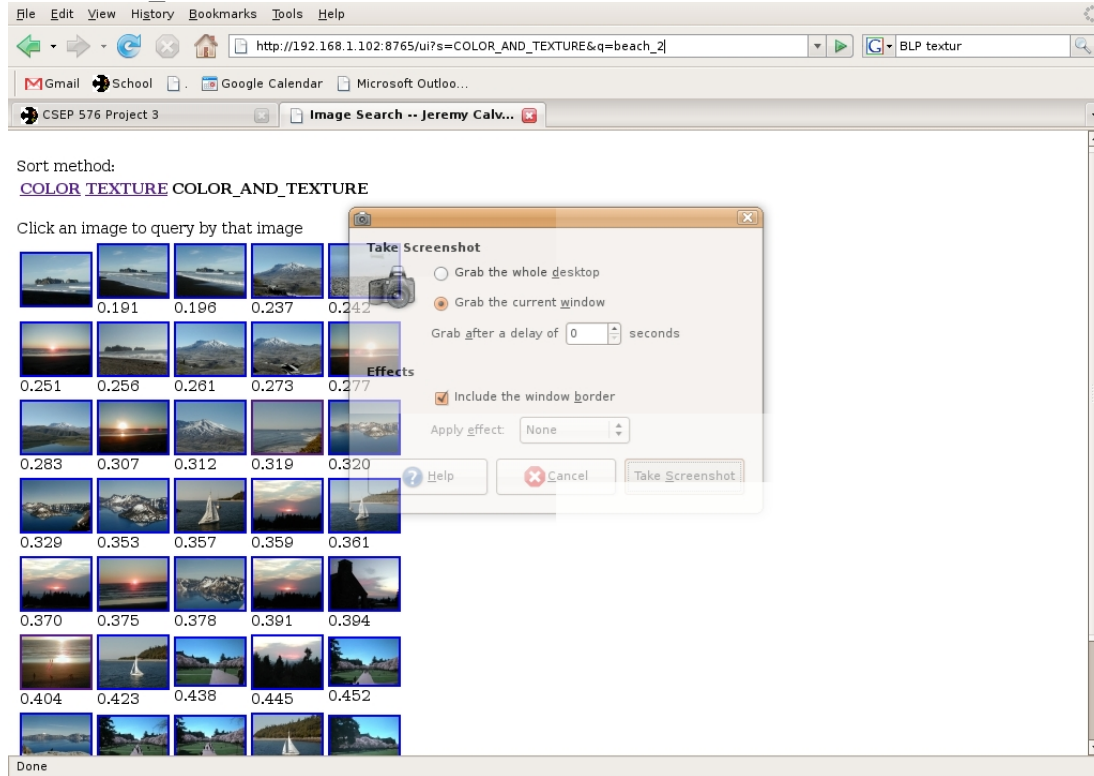 File Edit View History Bookmarks Tools Help
http://192.168.1.102:8765/ui?s=COLOR_AND_TEXTURE&q=beach_2
G BLP textur
Gmail School . Google Calendar Microsoft Outloo...
CSEP 576 Project 3 Image Search -- Jeremy Calv...
Sort method:
COLOR TEXTURE COLOR_AND_TEXTURE
Click an image to query by that image
0.191 0.196 0.237 0.242
0.251 0.256 0.261 0.273 0.277
0.283 0.307 0.312 0.319 0.320
0.329 0.353 0.357 0.359 0.361
0.370 0.375 0.378 0.391 0.394
0.404 0.423 0.438 0.445 0.452
Take Screenshot
Grab the whole desktop
Grab the current window
Grab after a delay of 0 seconds
Effects
Include the window border
Apply effect: None
Help Cancel Take Screenshot
Done